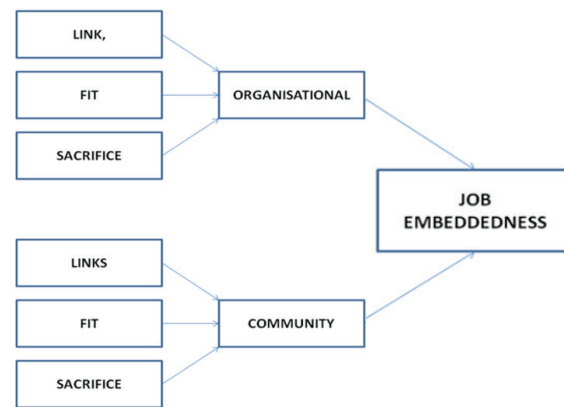 LINK,
FIT
SACRIFICE
ORGANISATIONAL
JOB
EMBEDDEDNESS
LINKS
FIT
SACRIFICE
COMMUNITY